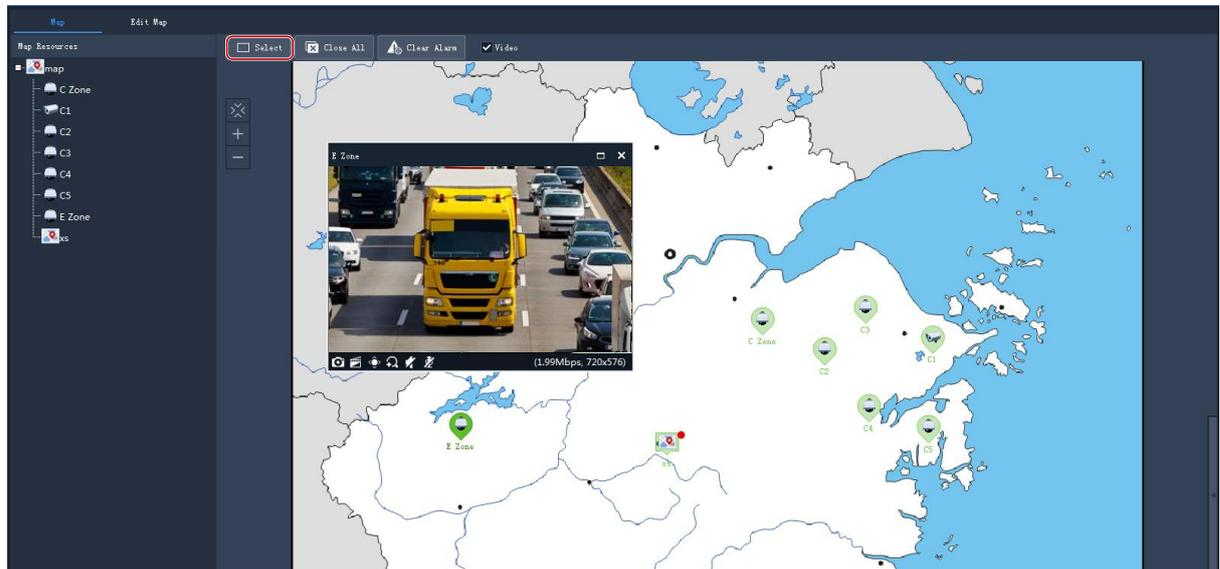 Map Edit Map
Map Resources
Select Close All Clear Alarm Video
map
C Zone
C1
C2
C3
C4
C5
E Zone
xs
E Zone
(1.99Mbps, 720x576)
C Zone
C3
C2
C1
C4
C5
E Zone
xs